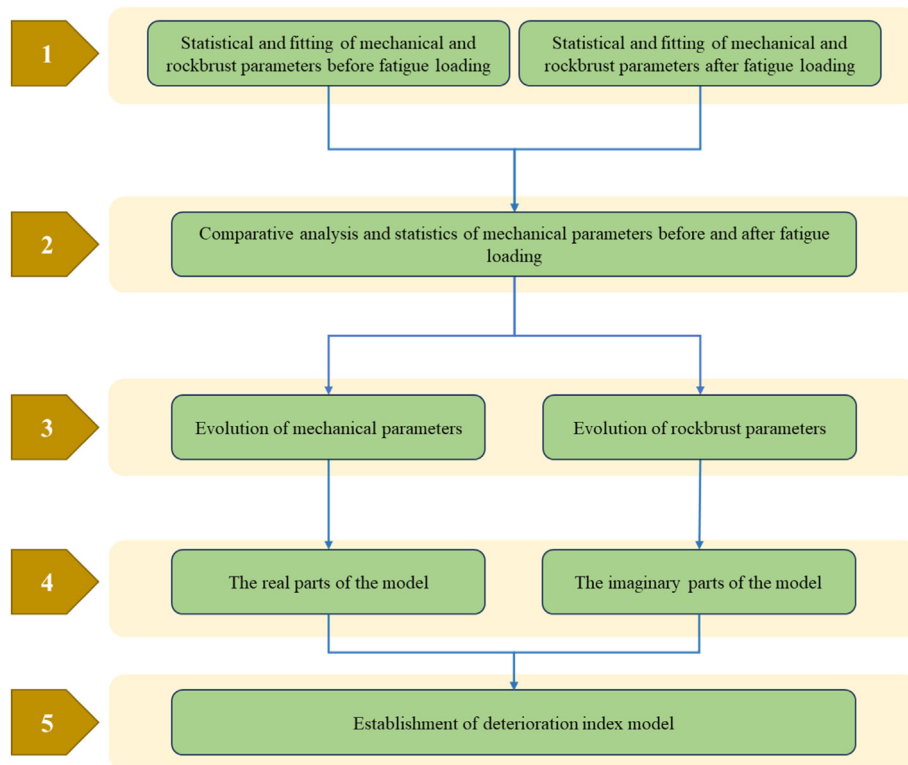 1
Statistical and fitting of mechanical and
rockbrust parameters before fatigue loading
Statistical and fitting of mechanical and
rockbrust parameters after fatigue loading
2
Comparative analysis and statistics of mechanical parameters before and after fatigue
loading
3
Evolution of mechanical parameters
Evolution of rockbrust parameters
4
The real parts of the model
The imaginary parts of the model
5
Establishment of deterioration index model